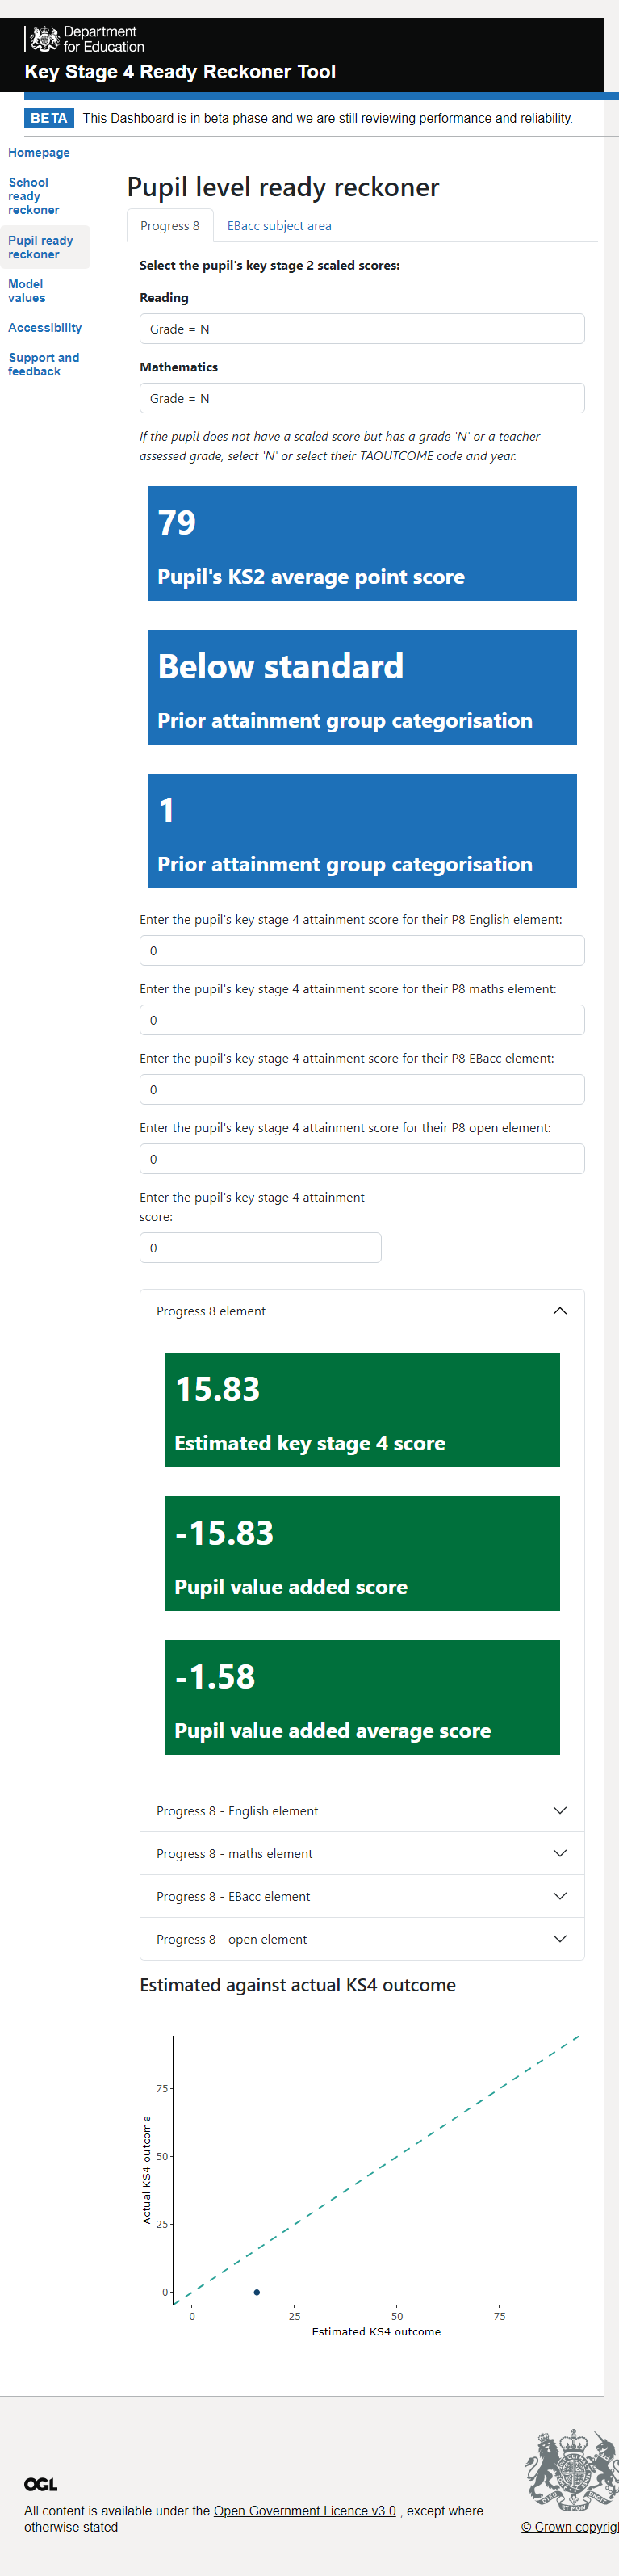 Department
for Education
Key Stage 4 Ready Reckoner Tool
BETA This Dashboard is in beta phase and we are still reviewing performance and reliability.
Homepage
School
ready
reckoner
Pupil ready
reckoner
Model
values
Accessibility
Support and
feedback
Pupil level ready reckoner
Progress 8 EBacc subject area
Select the pupil's key stage 2 scaled scores:
Reading
Grade = N
Mathematics
Grade = N
If the pupil does not have a scaled score but has a grade 'N' or a teacher
assessed grade, select 'N' or select their TAOUTCOME code and year.
79
Pupil's KS2 average point score
Below standard
Prior attainment group categorisation
1
Prior attainment group categorisation
Enter the pupil's key stage 4 attainment score for their P8 English element:
0
Enter the pupil's key stage 4 attainment score for their P8 maths element:
0
Enter the pupil's key stage 4 attainment score for their P8 EBacc element:
0
Enter the pupil's key stage 4 attainment score for their P8 open element:
0
Enter the pupil's key stage 4 attainment
score:
0
Progress 8 element
15.83
Estimated key stage 4 score
-15.83
Pupil value added score
-1.58
Pupil value added average score
Progress 8 - English element
Progress 8 - maths element
Progress 8 - EBacc element
Progress 8 - open element
Estimated against actual KS4 outcome
Actual KS4 outcome
75
50
25
0
0 25 50 75
Estimated KS4 outcome
OGL
All content is available under the Open Government Licence v3.0 , except where
otherwise stated
© Crown copyrig